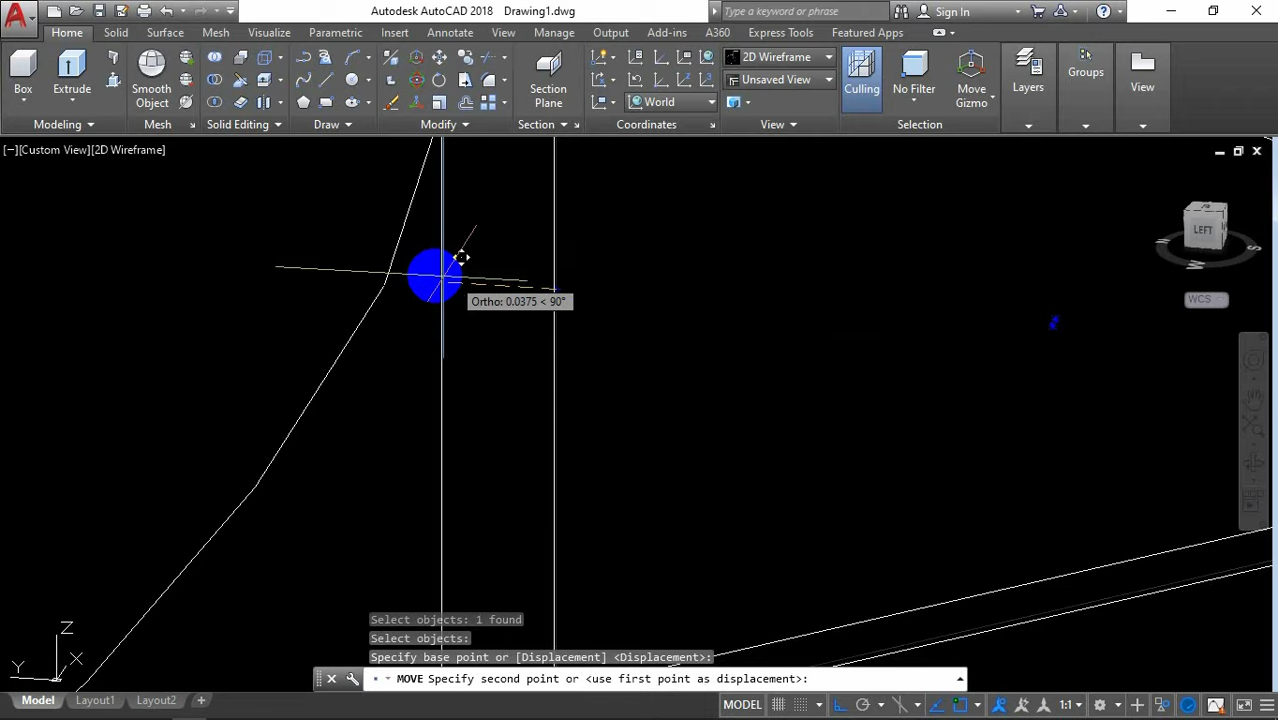 Autodesk AutoCAD 2018 Drawing1.dwg
Type a keyword or phrase
Sign In
Home Solid Surface Mesh Visualize Parametric Insert Annotate View Manage Output Add-ins A360 Express Tools Featured Apps
Box
Extrude
Smooth
Object
Section
Plane
2D Wireframe
Unsaved View
World
Culling
No Filter
Move
Gizmo
Layers
Groups
View
Modeling Mesh Solid Editing Draw Modify Section Coordinates View Selection
[−][Custom View][2D Wireframe]
LEFT
W
S
W
WCS
Ortho: 0.0375 < 90°
Z
Y
X
Select objects: 1 found
Select objects:
Specify base point or [Displacement] <Displacement>:
MOVE Specify second point or <use first point as displacement>:
Model Layout1 Layout2 +
MODEL
1:1